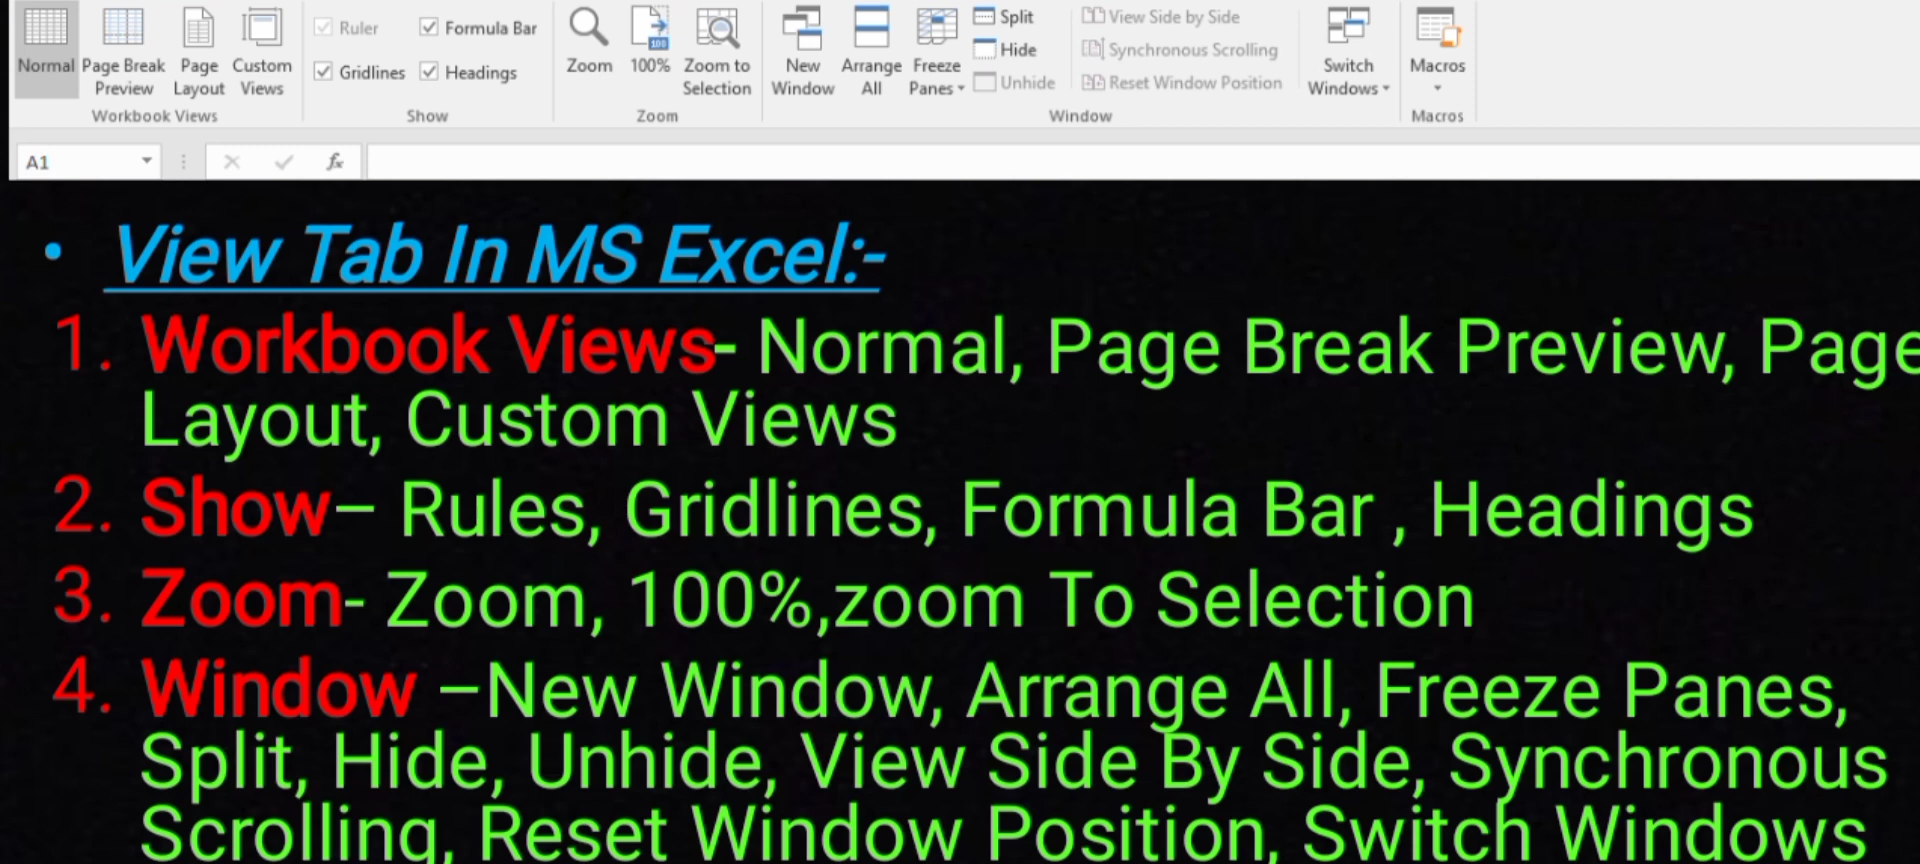 Normal Page Break Preview Page Layout Custom Views
Workbook Views
Ruler Formula Bar
Gridlines Headings
Show
Zoom 100% Zoom to Selection
Zoom
New Window Arrange All Freeze Panes
Split
Hide
Unhide
View Side by Side
Synchronous Scrolling
Reset Window Position
Switch Windows
Window
Macros
Macros
A1 fx
• View Tab In MS Excel:-
1. Workbook Views- Normal, Page Break Preview, Page
Layout, Custom Views
2. Show– Rules, Gridlines, Formula Bar , Headings
3. Zoom- Zoom, 100%,zoom To Selection
4. Window –New Window, Arrange All, Freeze Panes,
Split, Hide, Unhide, View Side By Side, Synchronous
Scrolling, Reset Window Position, Switch Windows